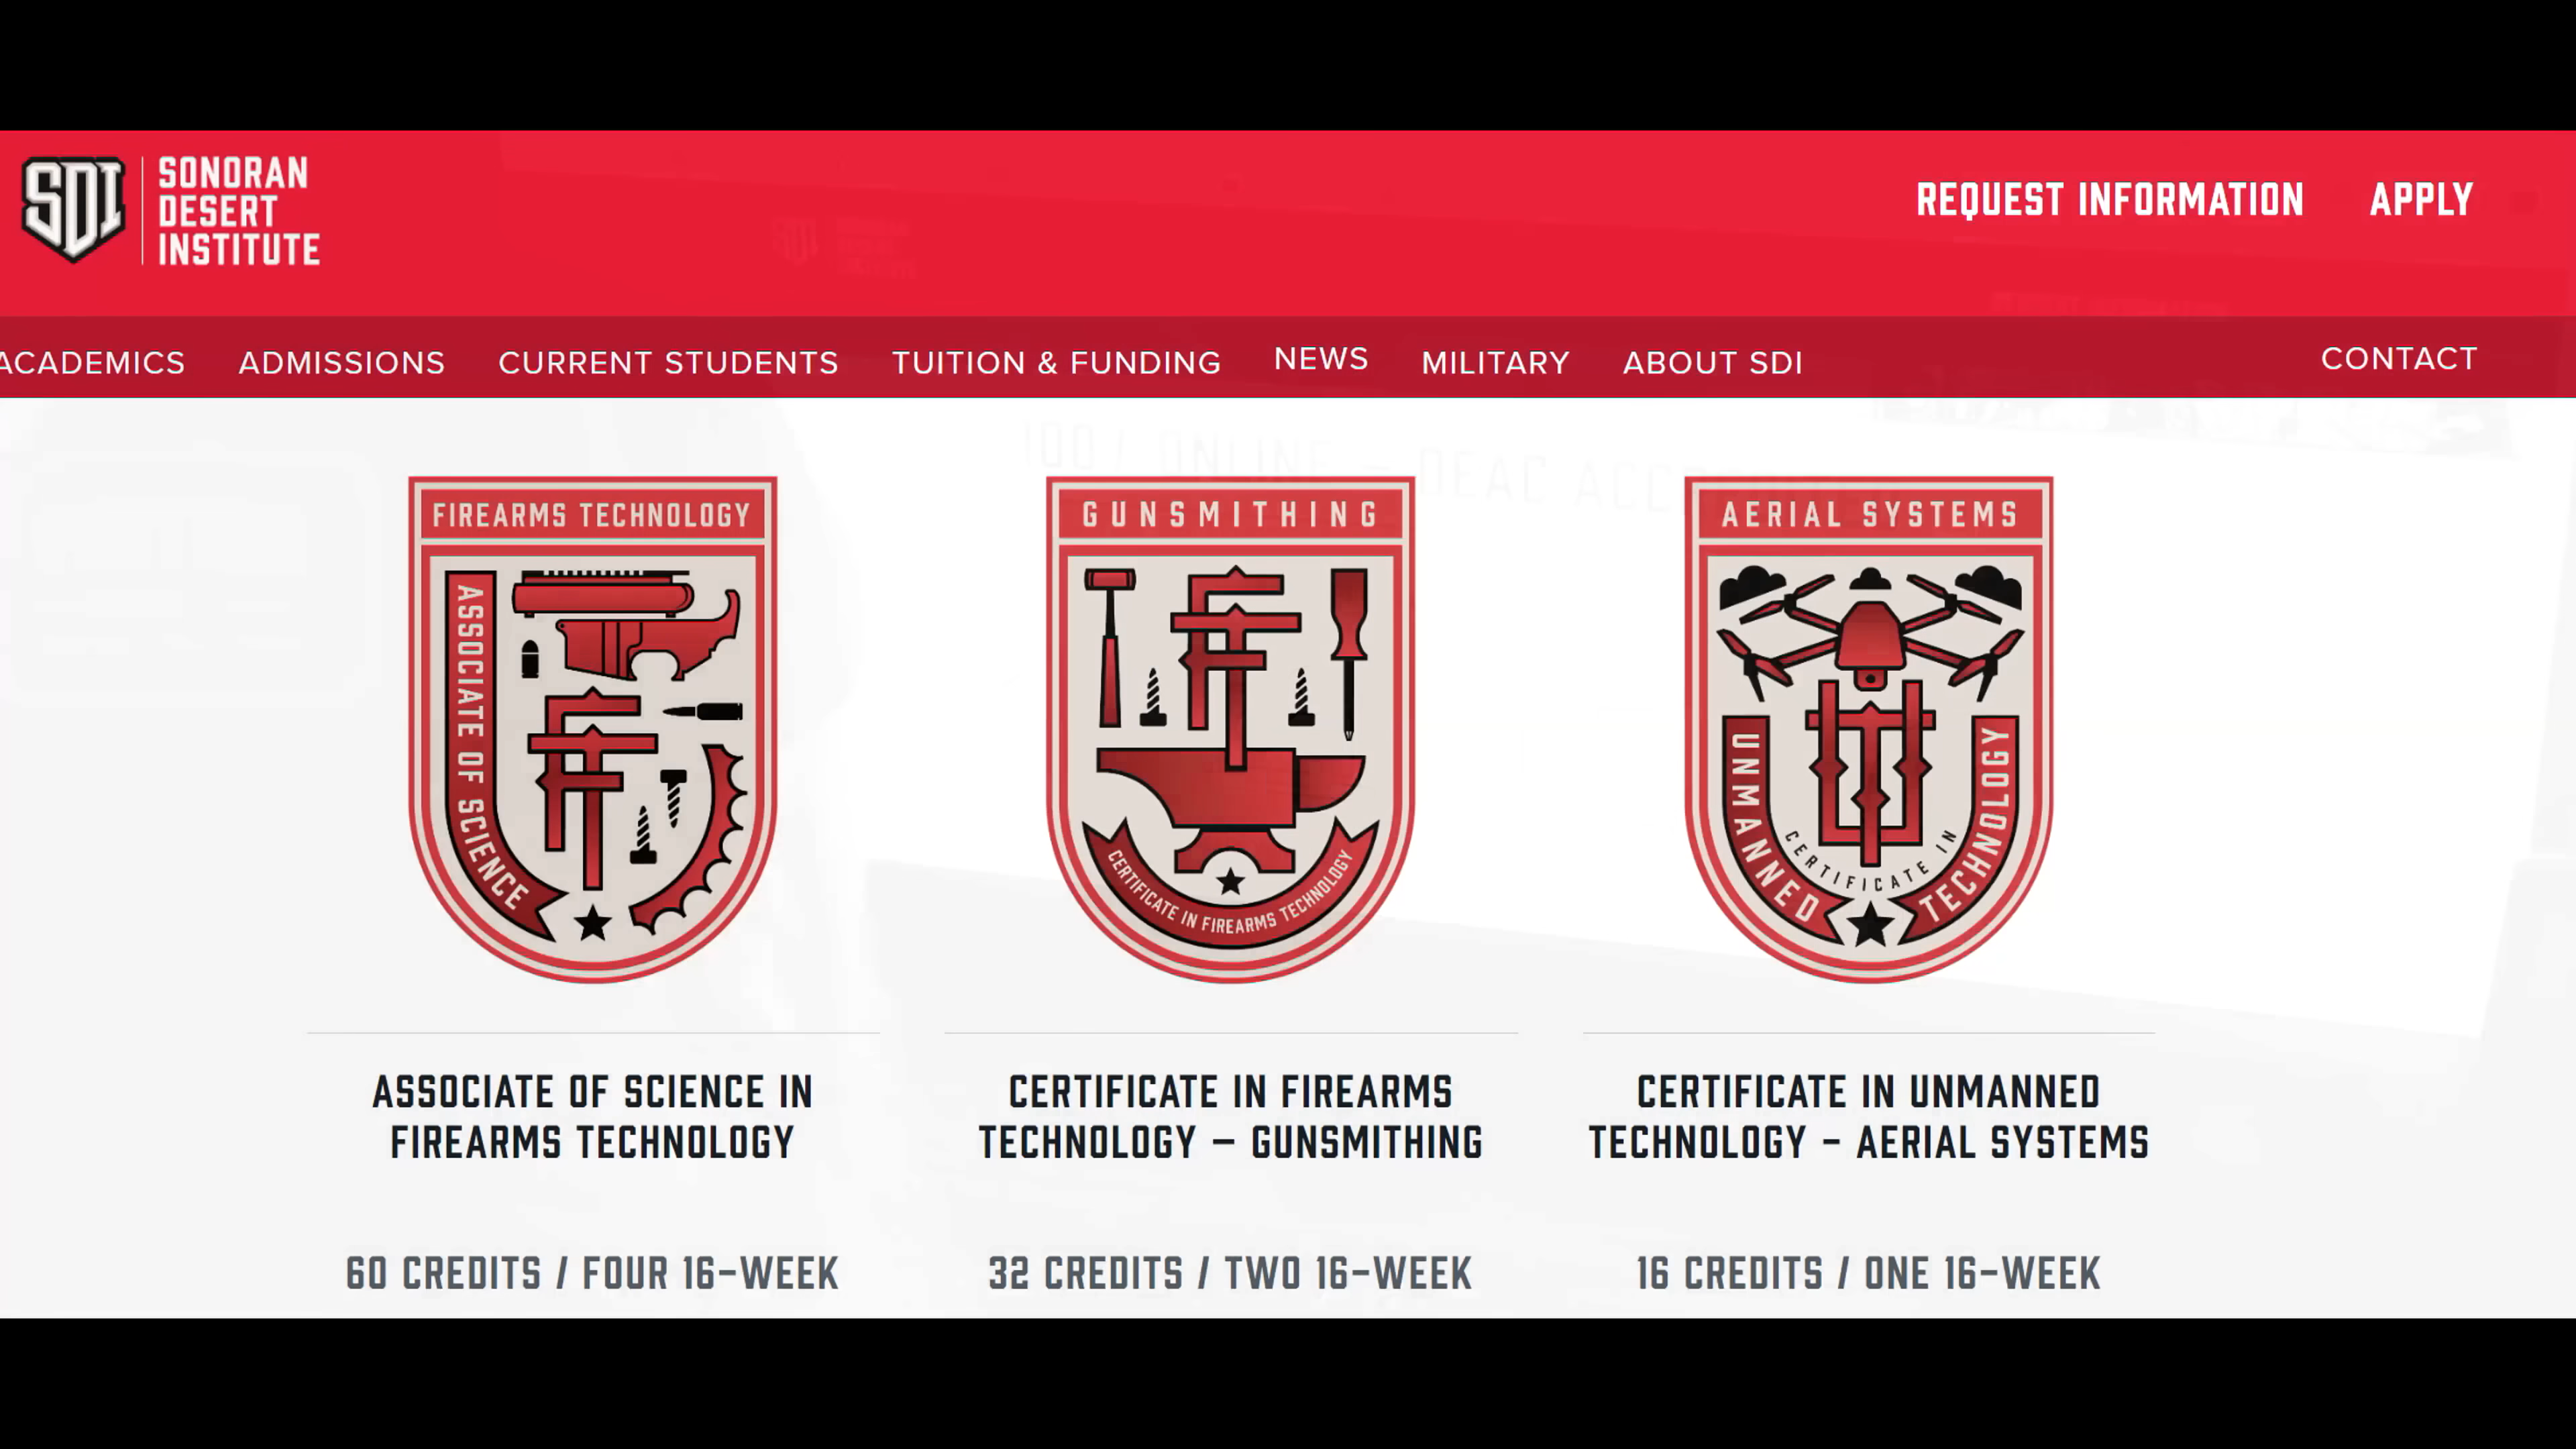 SDI
SONORAN
DESERT
INSTITUTE
REQUEST INFORMATION
APPLY
ACADEMICS
ADMISSIONS
CURRENT STUDENTS
TUITION & FUNDING
NEWS
MILITARY
ABOUT SDI
CONTACT
FIREARMS TECHNOLOGY
ASSOCIATE OF SCIENCE
GUNSMITHING
CERTIFICATE IN FIREARMS TECHNOLOGY
AERIAL SYSTEMS
UNMANNED
CERTIFICATE IN
TECHNOLOGY
ASSOCIATE OF SCIENCE IN
FIREARMS TECHNOLOGY
60 CREDITS / FOUR 16-WEEK
CERTIFICATE IN FIREARMS
TECHNOLOGY – GUNSMITHING
32 CREDITS / TWO 16-WEEK
CERTIFICATE IN UNMANNED
TECHNOLOGY - AERIAL SYSTEMS
16 CREDITS / ONE 16-WEEK